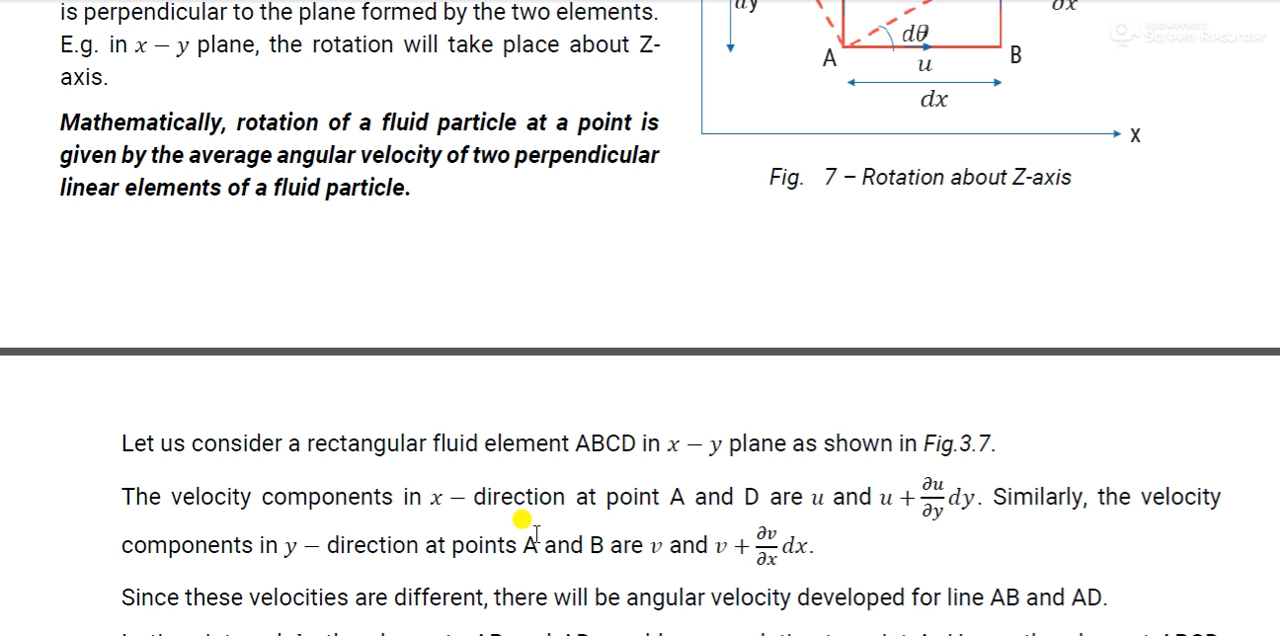 is perpendicular to the plane formed by the two elements.
E.g. in x – y plane, the rotation will take place about Z-
axis.
Mathematically, rotation of a fluid particle at a point is
given by the average angular velocity of two perpendicular
linear elements of a fluid particle.
dy
∂x
dθ
A
u
B
dx
X
Fig. 7 – Rotation about Z-axis
Apowersoft
Screen Recorder
Let us consider a rectangular fluid element ABCD in x – y plane as shown in Fig.3.7.
The velocity components in x – direction at point A and D are u and u + ∂u/∂y dy. Similarly, the velocity
components in y – direction at points A and B are v and v + ∂v/∂x dx.
Since these velocities are different, there will be angular velocity developed for line AB and AD.